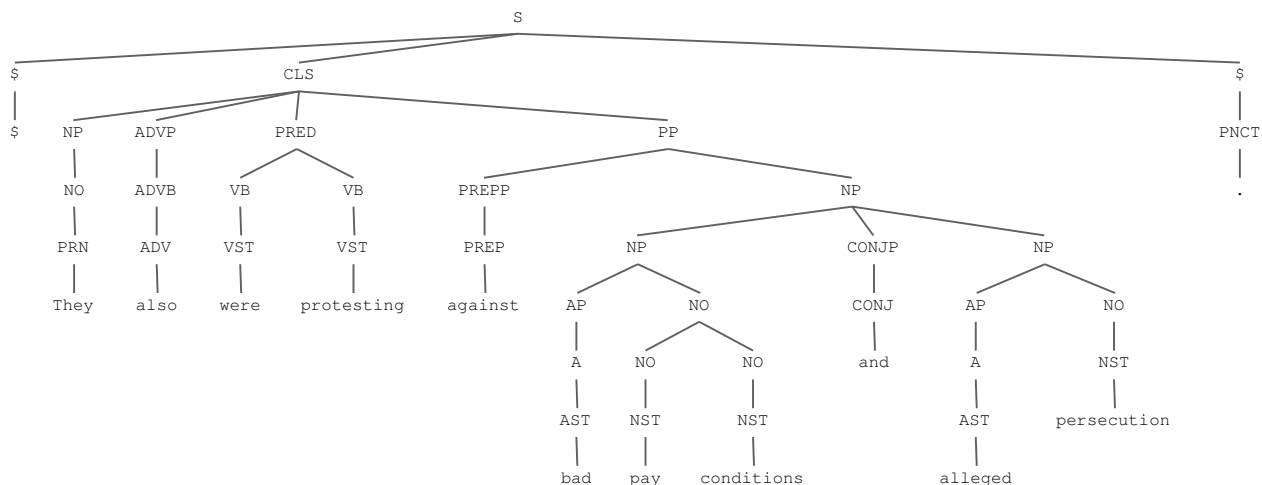 S
$ CLS $
$ NP ADVP PRED PP PNCT
NO ADVB VB VB PREPP NP .
PRN ADV VST VST PREP NP CONJP NP
They also were protesting against AP NO CONJ AP NO
A NO NO and A NST
AST NST NST AST persecution
bad pay conditions alleged